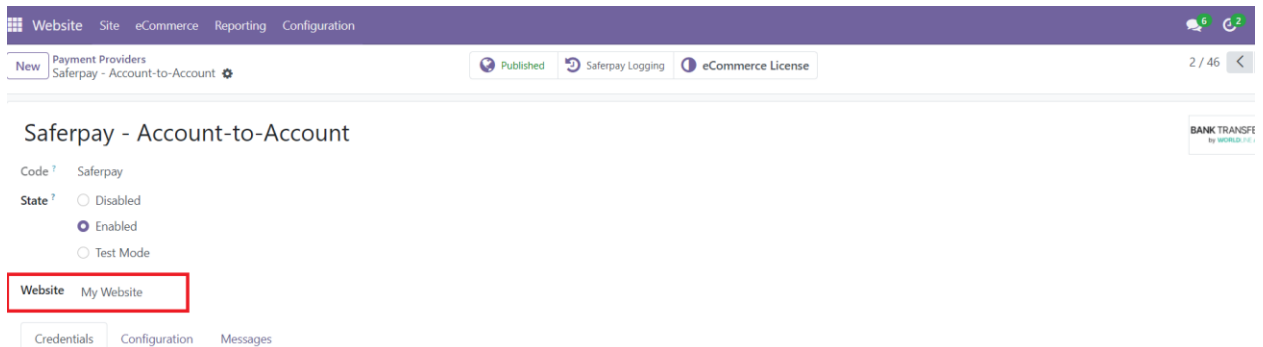 Website Site eCommerce Reporting Configuration 6 2
New Payment Providers
Saferpay - Account-to-Account
Published Saferpay Logging eCommerce License 2 / 46
Saferpay - Account-to-Account
BANK TRANSFE
by WORLDLINE
Code ? Saferpay
State ? Disabled
Enabled
Test Mode
Website My Website
Credentials Configuration Messages